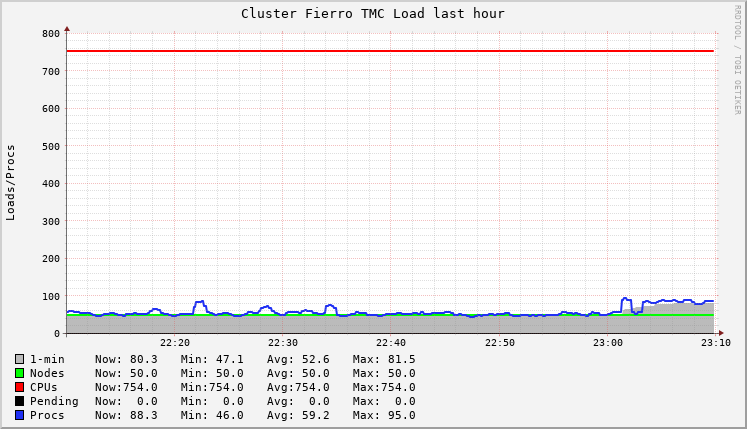 Cluster Fierro TMC Load last hour
RRDTOOL / TOBI OETIKER
Loads/Procs
800
700
600
500
400
300
200
100
0
22:20 22:30 22:40 22:50 23:00 23:10
1-min Now: 80.3 Min: 47.1 Avg: 52.6 Max: 81.5
Nodes Now: 50.0 Min: 50.0 Avg: 50.0 Max: 50.0
CPUs Now:754.0 Min:754.0 Avg:754.0 Max:754.0
Pending Now: 0.0 Min: 0.0 Avg: 0.0 Max: 0.0
Procs Now: 88.3 Min: 46.0 Avg: 59.2 Max: 95.0